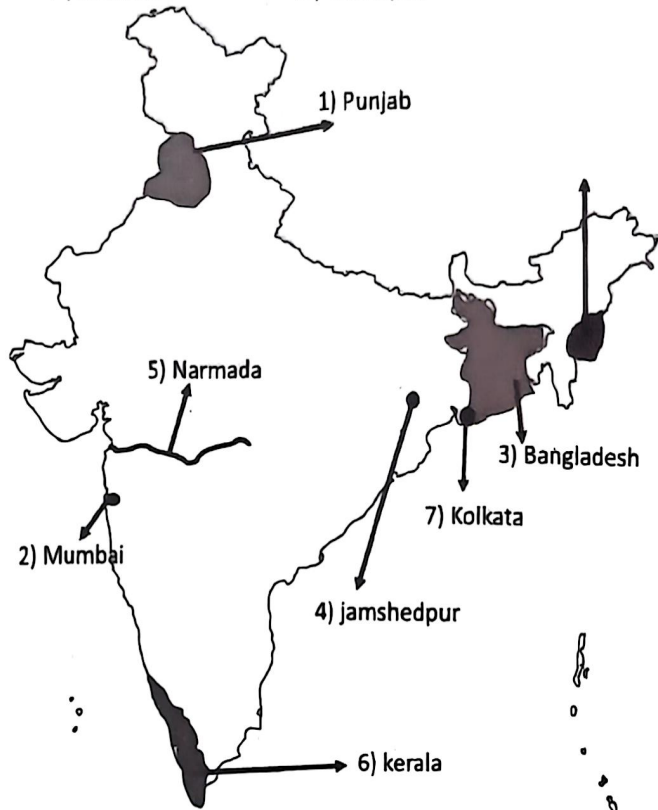 1) Punjab
5) Narmada
3) Bangladesh
7) Kolkata
2) Mumbai
4) jamshedpur
6) kerala